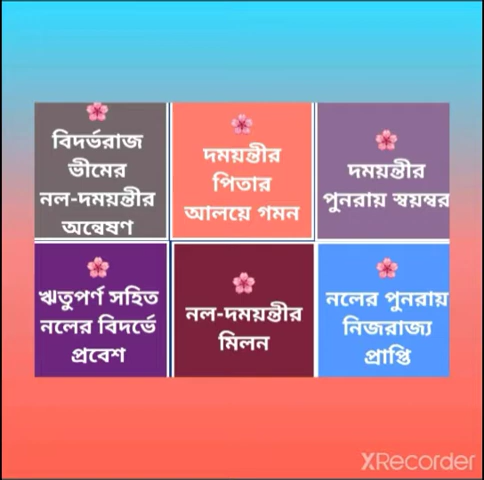 বিদর্ভরাজ
ভীমের
নল-দময়ন্তীর
অন্বেষণ
দময়ন্তীর
পিতার
আলয়ে গমন
দময়ন্তীর
পুনরায় স্বয়ম্বর
ঋতুপর্ণ সহিত
নলের বিদর্ভে
প্রবেশ
নল-দময়ন্তীর
মিলন
নলের পুনরায়
নিজরাজ্য
প্রাপ্তি
XRecorder